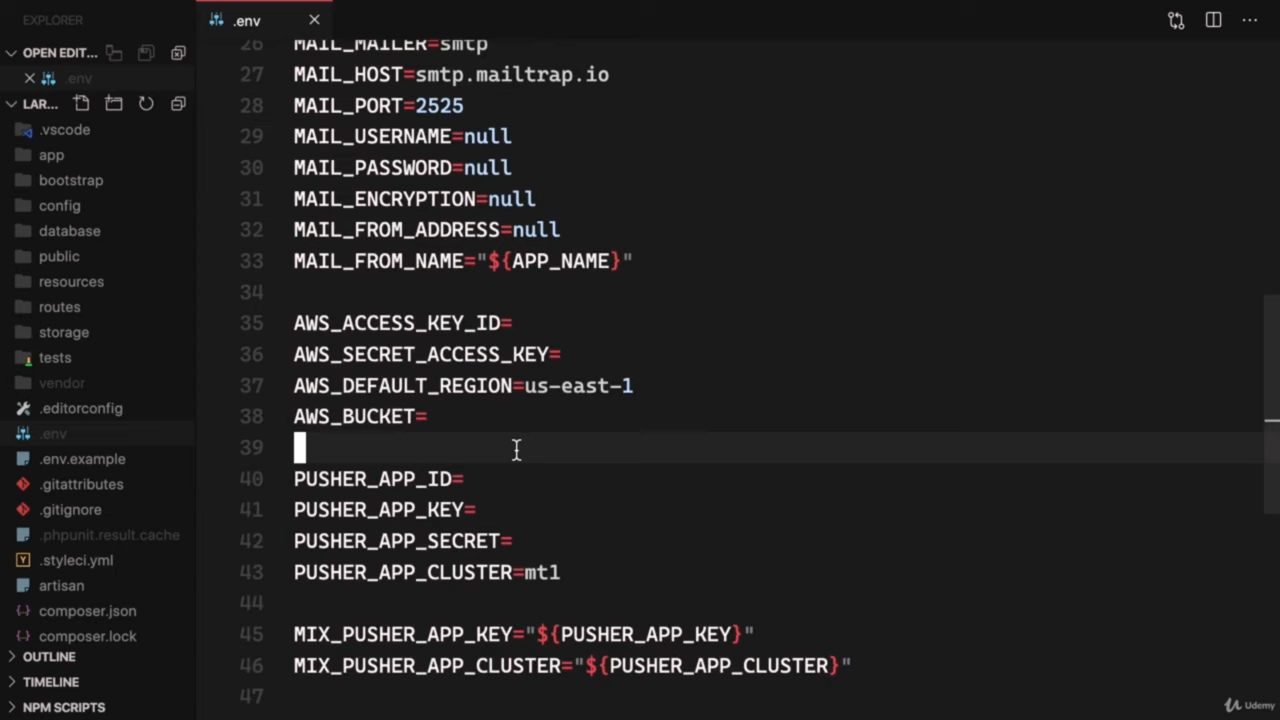 EXPLORER
OPEN EDIT...
.env
LAR...
.vscode
app
bootstrap
config
database
public
resources
routes
storage
tests
vendor
.editorconfig
.env
.env.example
.gitattributes
.gitignore
.phpunit.result.cache
.styleci.yml
artisan
composer.json
composer.lock
OUTLINE
TIMELINE
NPM SCRIPTS
.env
26 MAIL_MAILER=smtp
27 MAIL_HOST=smtp.mailtrap.io
28 MAIL_PORT=2525
29 MAIL_USERNAME=null
30 MAIL_PASSWORD=null
31 MAIL_ENCRYPTION=null
32 MAIL_FROM_ADDRESS=null
33 MAIL_FROM_NAME="${APP_NAME}"
34
35 AWS_ACCESS_KEY_ID=
36 AWS_SECRET_ACCESS_KEY=
37 AWS_DEFAULT_REGION=us-east-1
38 AWS_BUCKET=
39
40 PUSHER_APP_ID=
41 PUSHER_APP_KEY=
42 PUSHER_APP_SECRET=
43 PUSHER_APP_CLUSTER=mt1
44
45 MIX_PUSHER_APP_KEY="${PUSHER_APP_KEY}"
46 MIX_PUSHER_APP_CLUSTER="${PUSHER_APP_CLUSTER}"
47
Udemy